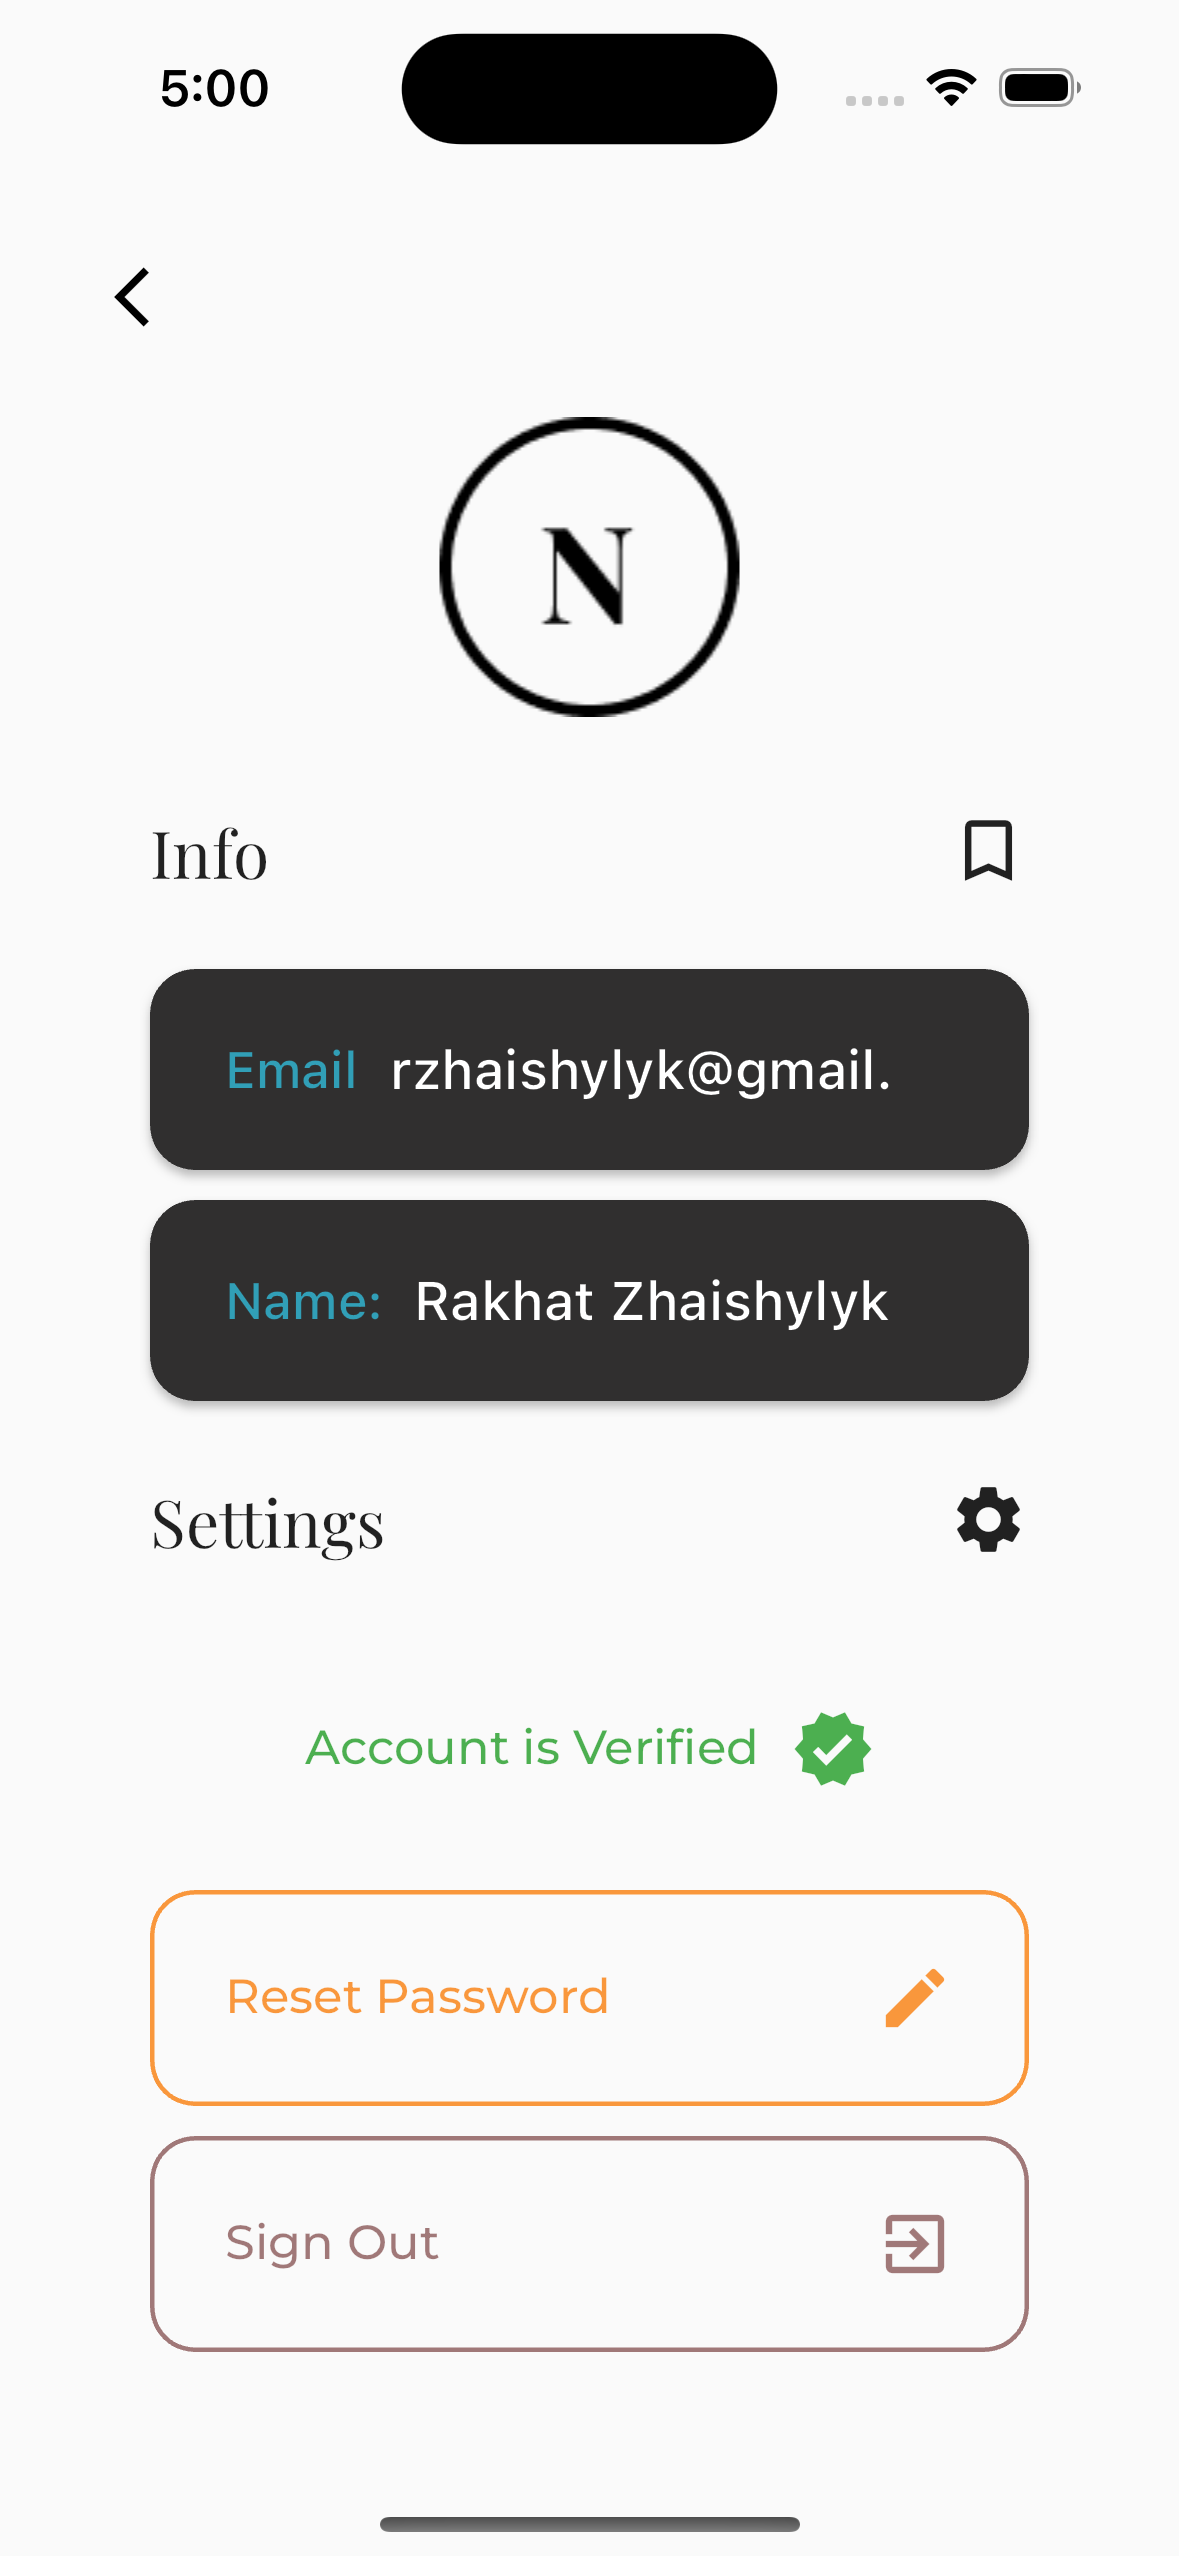 5:00
N
Info
Email rzhaishylyk@gmail.
Name: Rakhat Zhaishylyk
Settings
Account is Verified
Reset Password
Sign Out